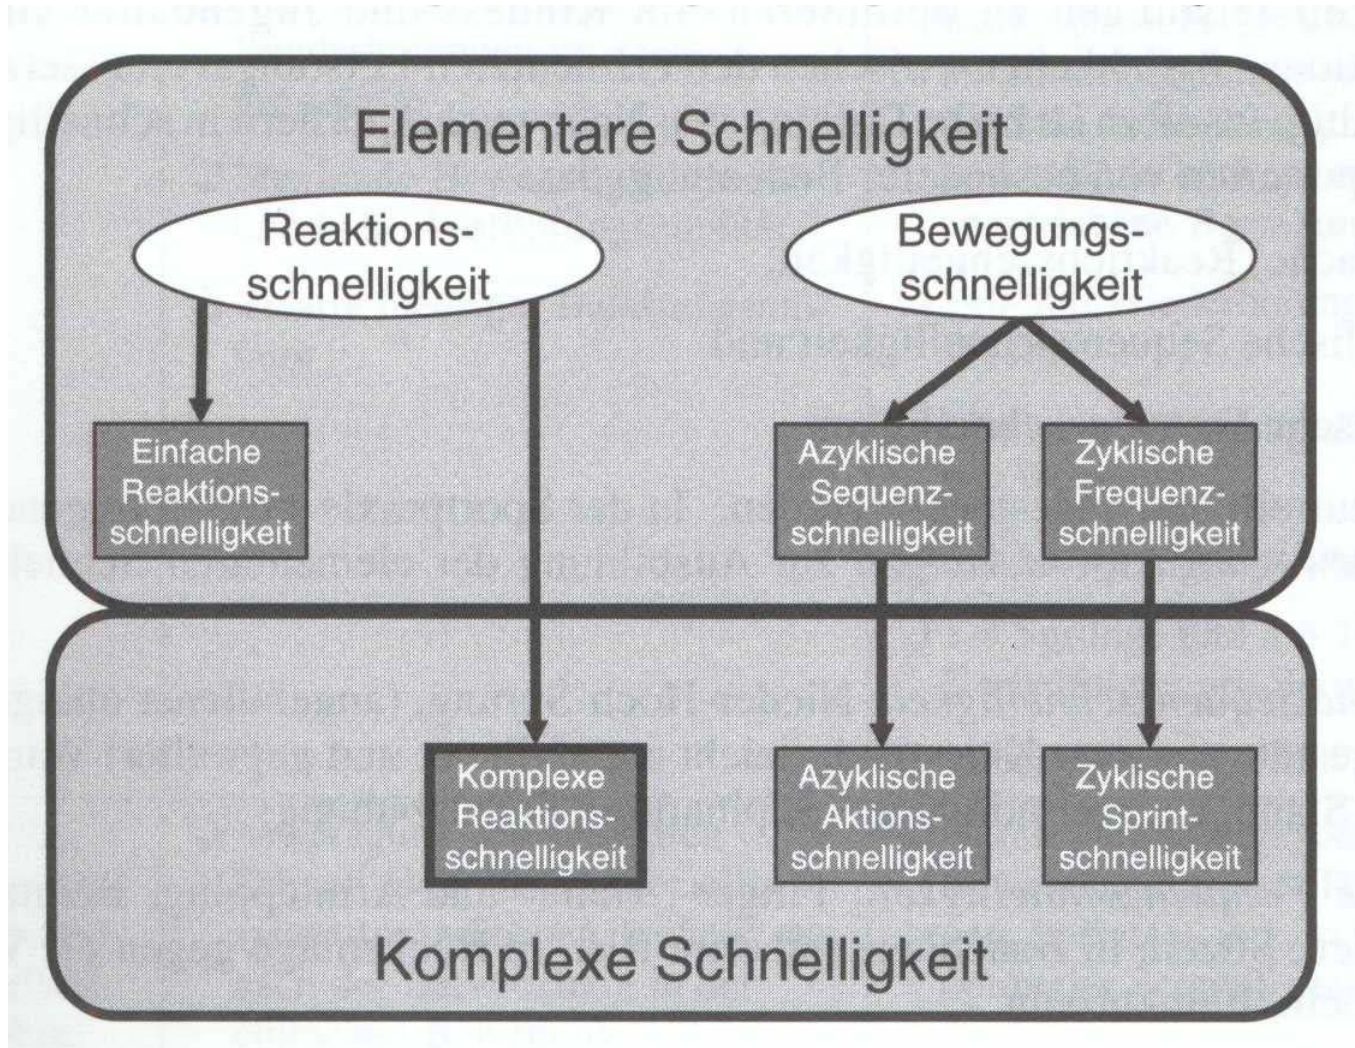 Elementare Schnelligkeit
Reaktions-
schnelligkeit
Bewegungs-
schnelligkeit
Einfache
Reaktions-
schnelligkeit
Azyklische
Sequenz-
schnelligkeit
Zyklische
Frequenz-
schnelligkeit
Komplexe
Reaktions-
schnelligkeit
Azyklische
Aktions-
schnelligkeit
Zyklische
Sprint-
schnelligkeit
Komplexe Schnelligkeit